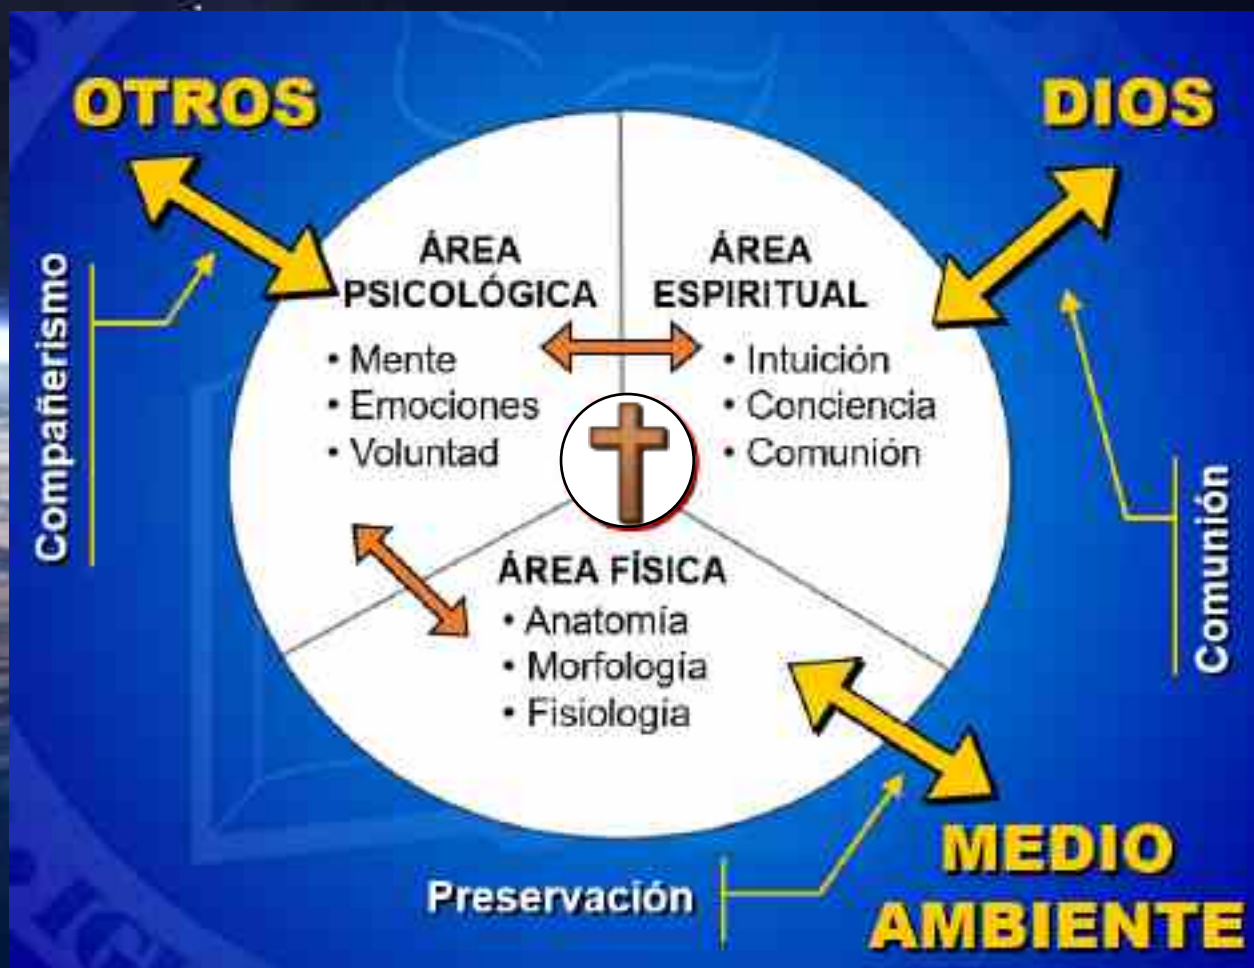 OTROS
DIOS
Compañerismo
ÁREA
PSICOLÓGICA
• Mente
• Emociones
• Voluntad
ÁREA
ESPIRITUAL
• Intuición
• Conciencia
• Comunión
Comunión
ÁREA FÍSICA
• Anatomía
• Morfología
• Fisiología
Preservación
MEDIO
AMBIENTE